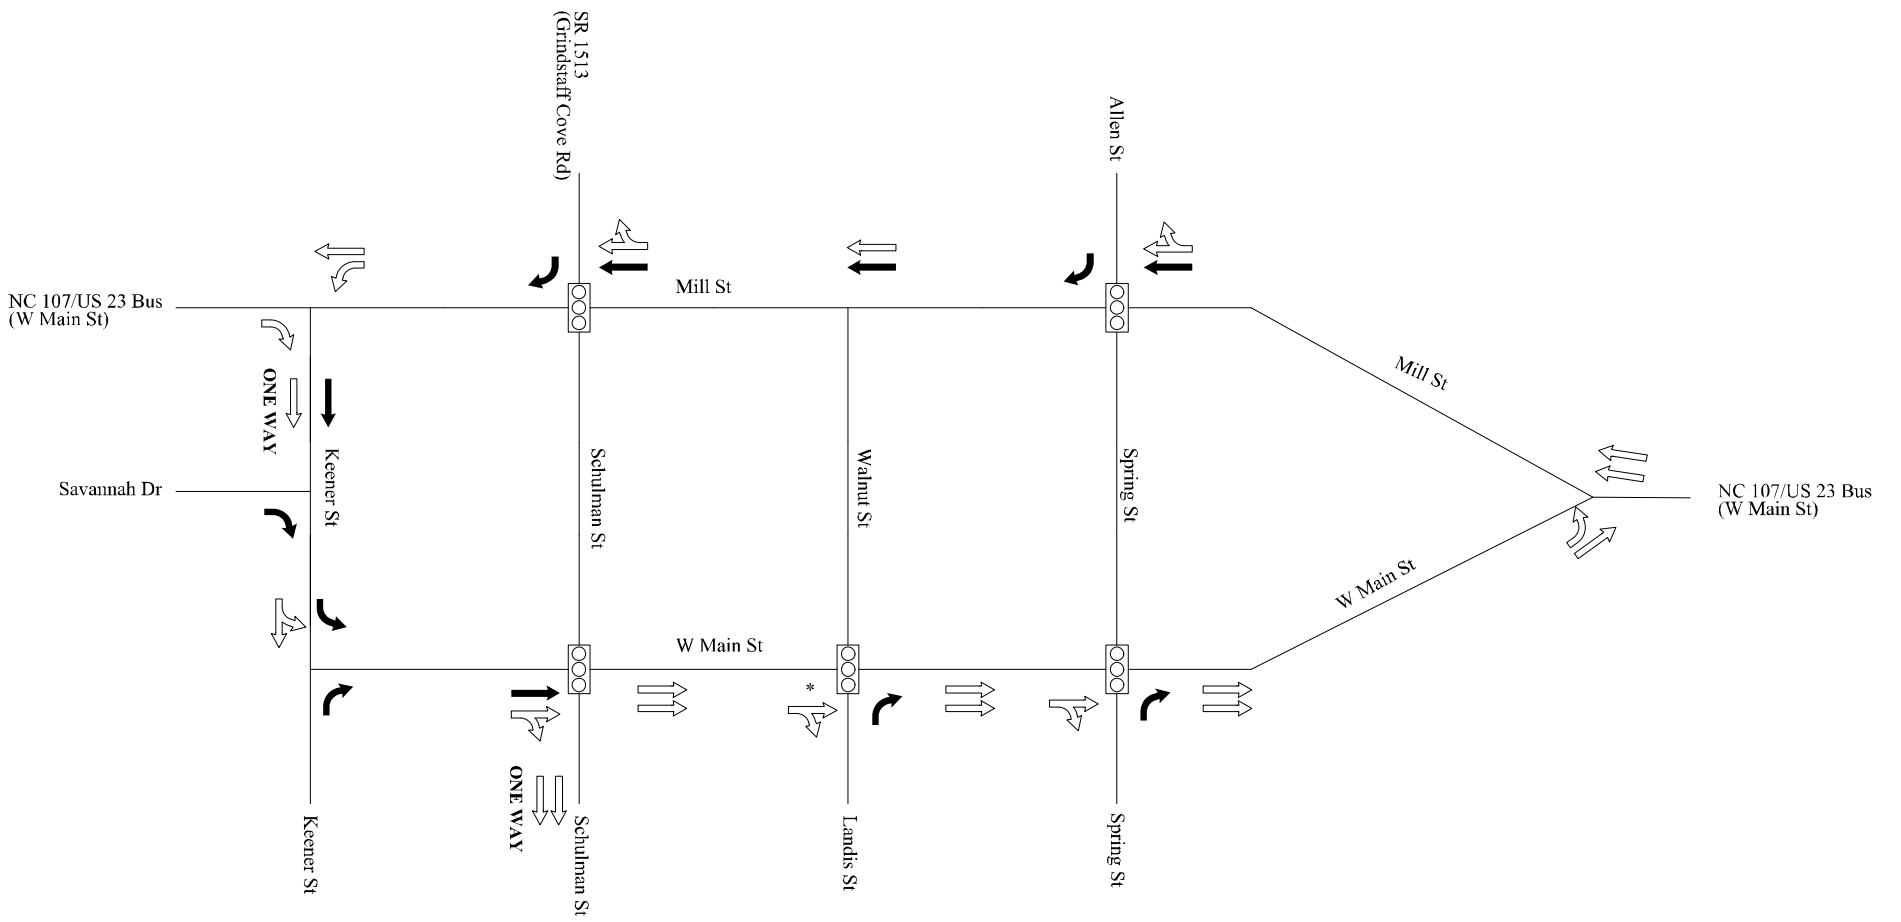 SR 1513
(Grindstaff Cove Rd)
Allen St
Mill St
NC 107/US 23 Bus
(W Main St)
ONE WAY
Keener St
Savannah Dr
Schulman St
Walnut St
Spring St
Mill St
NC 107/US 23 Bus
(W Main St)
W Main St
W Main St
*
ONE WAY
Keener St
Schulman St
Landis St
Spring St